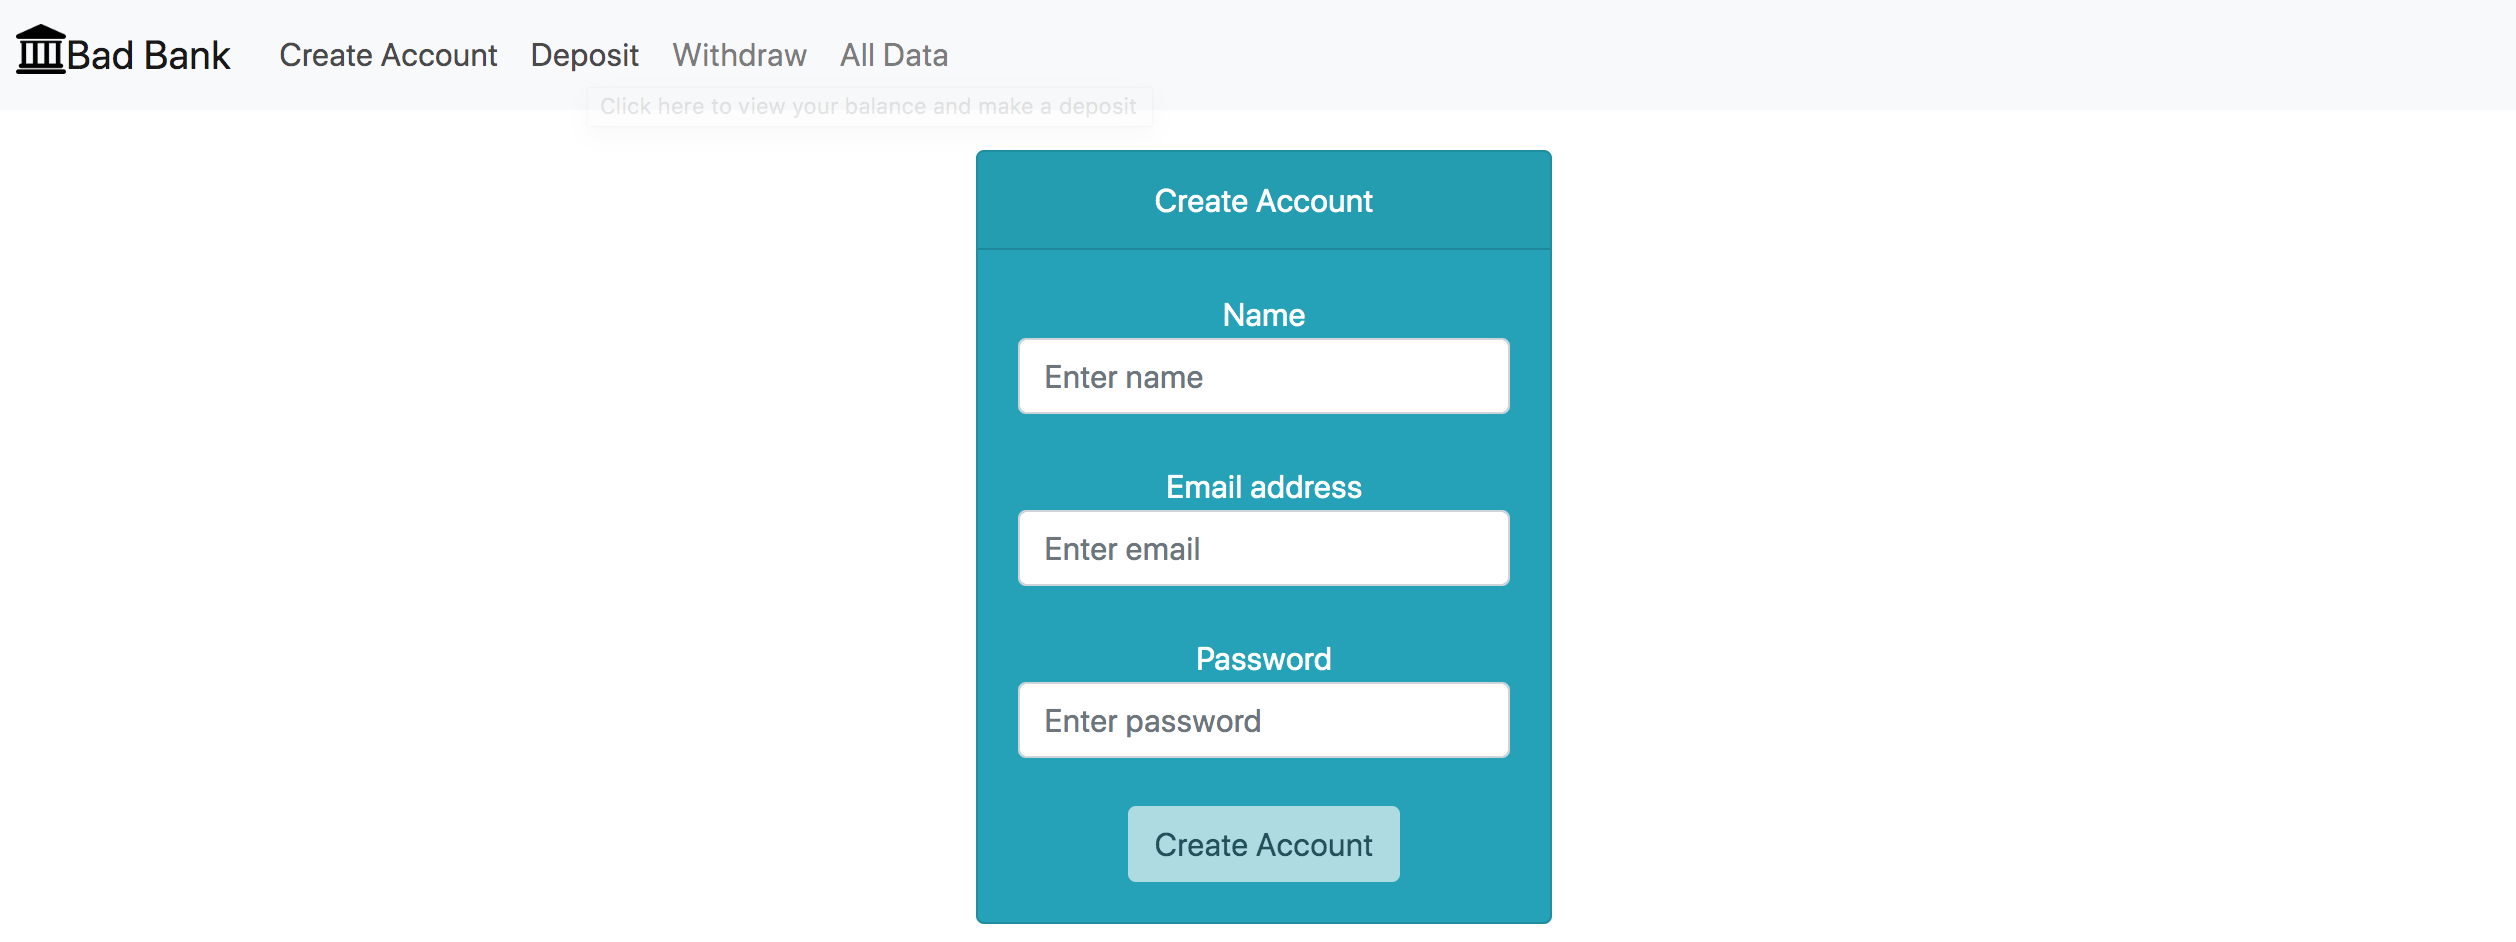 Bad Bank Create Account Deposit Withdraw All Data
Click here to view your balance and make a deposit
Create Account
Name
Enter name
Email address
Enter email
Password
Enter password
Create Account